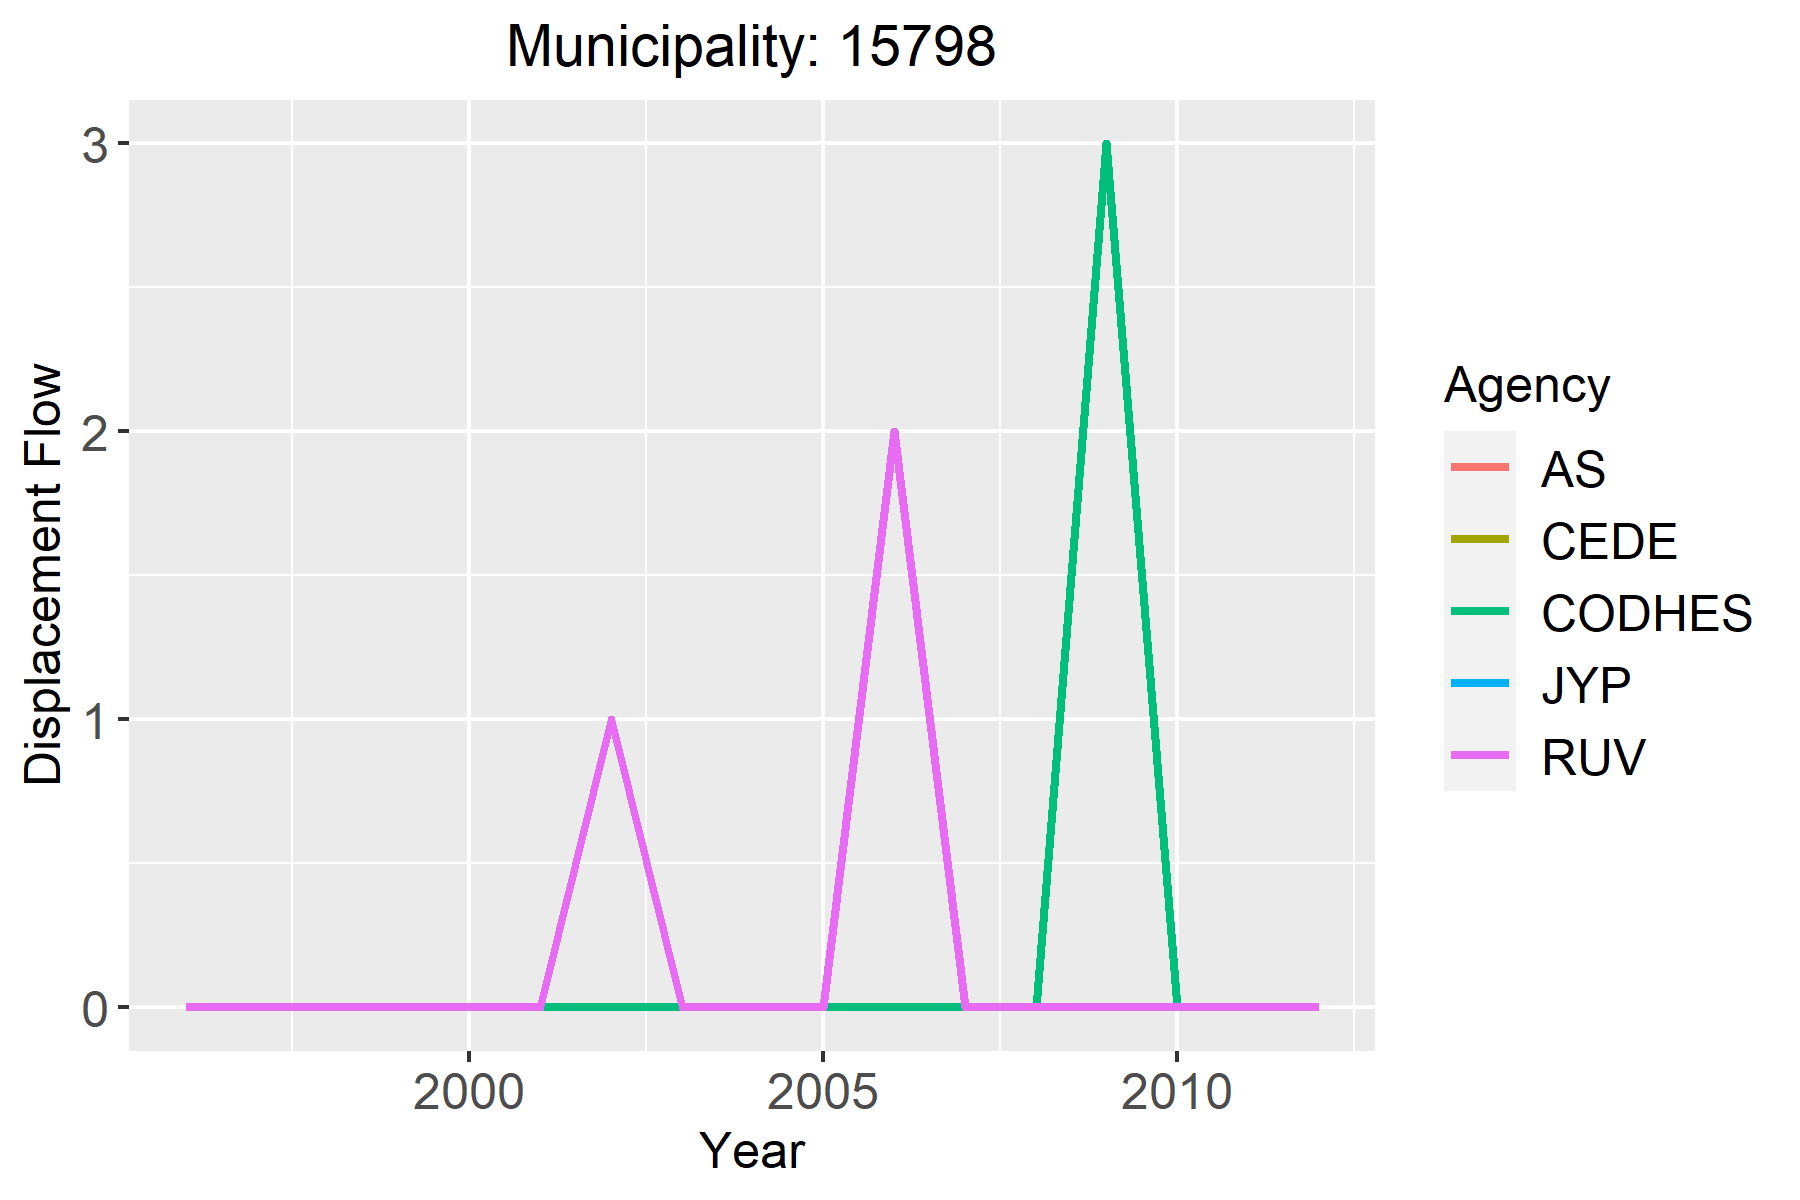 Municipality: 15798
3
2
1
0
Displacement Flow
2000
2005
2010
Year
Agency
AS
CEDE
CODHES
JYP
RUV